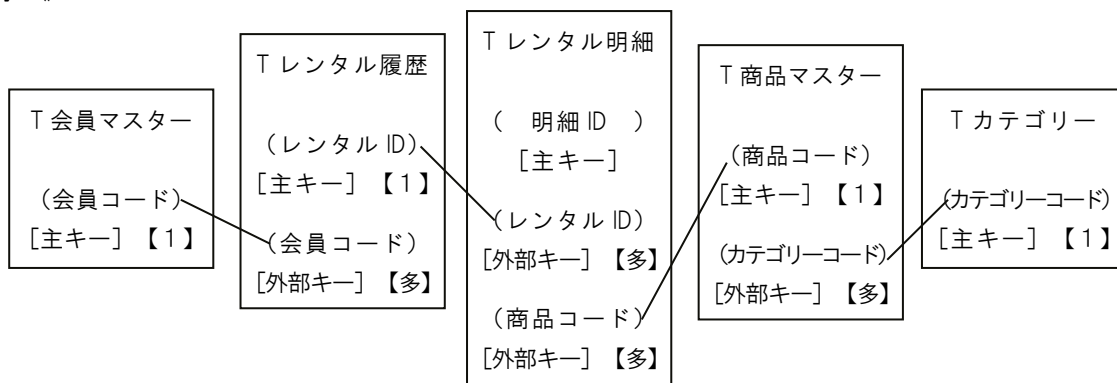 T会員マスター
(会員コード)
[主キー] 【1】
Tレンタル履歴
(レンタルID)
[主キー] 【1】
(会員コード)
[外部キー] 【多】
Tレンタル明細
( 明細ID )
[主キー]
(レンタルID)
[外部キー] 【多】
(商品コード)
[外部キー] 【多】
T商品マスター
(商品コード)
[主キー] 【1】
(カテゴリーコード)
[外部キー] 【多】
Tカテゴリー
(カテゴリーコード)
[主キー] 【1】